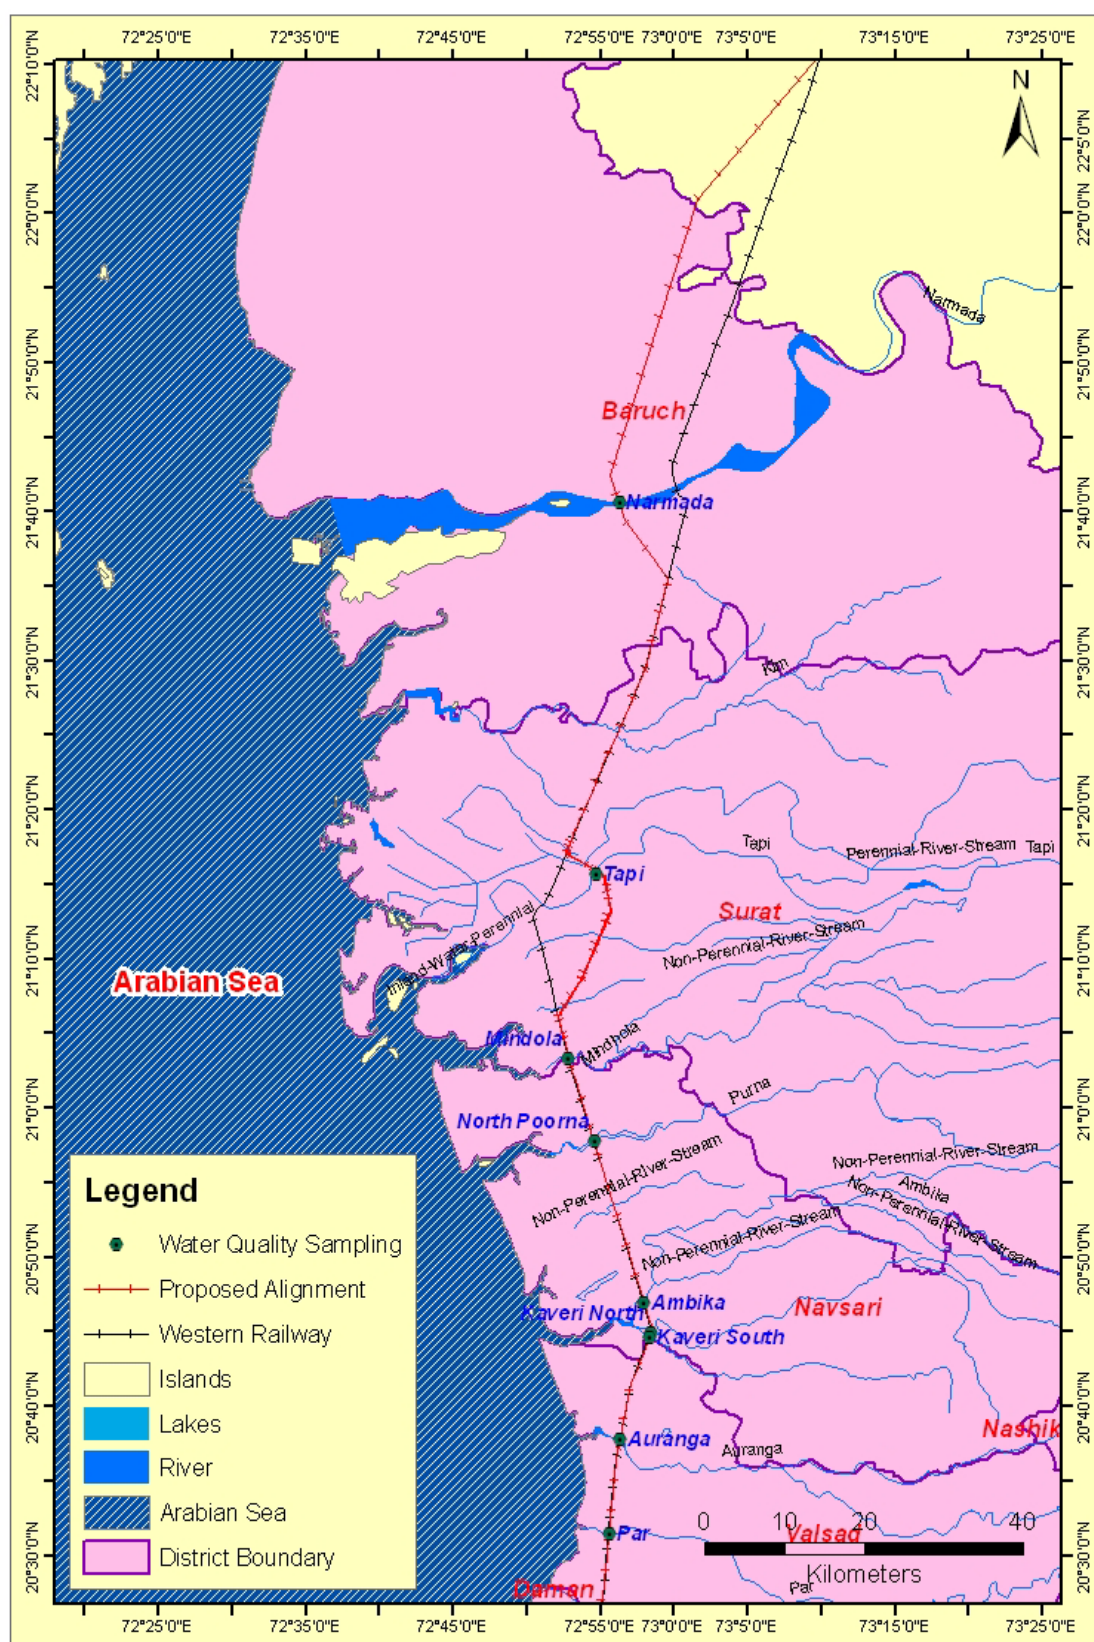 72°25'0"E 72°35'0"E 72°45'0"E 72°55'0"E 73°0'0"E 73°5'0"E 73°15'0"E 73°25'0"E
22°10'0"N
22°5'0"N
22°0'0"N 22°0'0"N
21°50'0"N 21°50'0"N
21°40'0"N 21°40'0"N
21°30'0"N 21°30'0"N
21°20'0"N 21°20'0"N
21°10'0"N 21°10'0"N
21°0'0"N 21°0'0"N
20°50'0"N 20°50'0"N
20°40'0"N 20°40'0"N
20°30'0"N 20°30'0"N
N
Narmada
Baruch
Narmada
Kim
Tapi
Perennial-River-Stream Tapi
Tapi
Surat
Inland-Water-Perennial
Non-Perennial-River-Stream
Arabian Sea
Mindola
Mindhola
Purna
North Poorna
Non-Perennial-River-Stream
Non-Perennial-River-Stream
Ambika
Non-Perennial-River-Stream
Non-Perennial-River-Stream
Ambika
Kaveri North
Navsari
Kaveri South
Nashik
Auranga
Auranga
Par
Valsad
Par
Daman
0 10 20 40
Kilometers
Legend
Water Quality Sampling
Proposed Alignment
Western Railway
Islands
Lakes
River
Arabian Sea
District Boundary
72°25'0"E 72°35'0"E 72°45'0"E 72°55'0"E 73°0'0"E 73°5'0"E 73°15'0"E 73°25'0"E